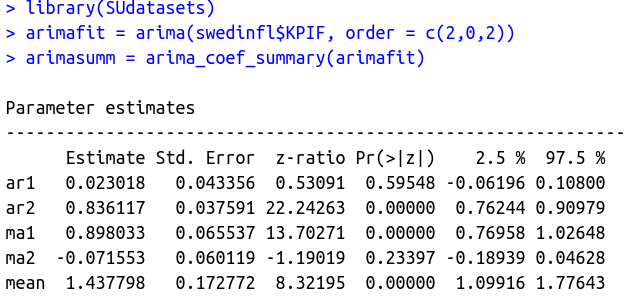 > library(SUdatasets)
> arimafit = arima(swedinfl$KPIF, order = c(2,0,2))
> arimasumm = arima_coef_summary(arimafit)
Parameter estimates
--------------------------------------------------------------
Estimate Std. Error z-ratio Pr(>|z|) 2.5 % 97.5 %
ar1 0.023018 0.043356 0.53091 0.59548 -0.06196 0.10800
ar2 0.836117 0.037591 22.24263 0.00000 0.76244 0.90979
ma1 0.898033 0.065537 13.70271 0.00000 0.76958 1.02648
ma2 -0.071553 0.060119 -1.19019 0.23397 -0.18939 0.04628
mean 1.437798 0.172772 8.32195 0.00000 1.09916 1.77643